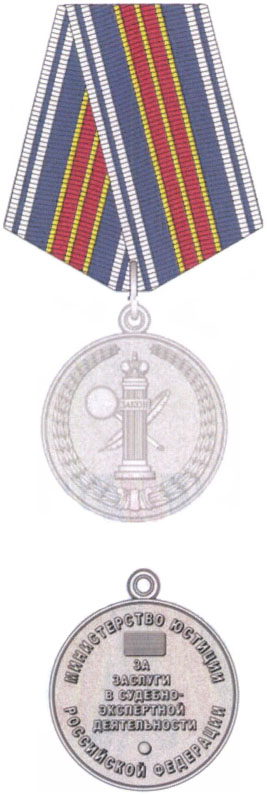 ЗАКОН
МИНИСТЕРСТВО ЮСТИЦИИ
ЗА
ЗАСЛУГИ
В СУДЕБНО-
ЭКСПЕРТНОЙ
ДЕЯТЕЛЬНОСТИ
РОССИЙСКОЙ ФЕДЕРАЦИИ